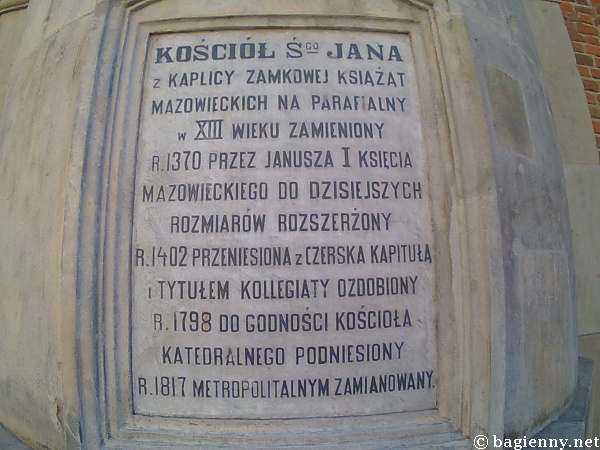 KOŚCIÓŁ ŚGO JANA
Z KAPLICY ZAMKOWEJ KSIĄŻĄT
MAZOWIECKICH NA PARAFIALNY
W XIII WIEKU ZAMIENIONY
R.1370 PRZEZ JANUSZA I KSIĘCIA
MAZOWIECKIEGO DO DZISIEJSZYCH
ROZMIARÓW ROZSZERŻONY
R.1402 PRZENIESIONA Z CZERSKA KAPITUŁĄ
I TYTUŁEM KOLLEGIATY OZDOBIONY
R. 1798 DO GODNOŚCI KOŚCIOŁA
KATEDRALNEGO PODNIESIONY
R.1817 METROPOLITALNYM ZAMIANOWANY.
© bagienny.net